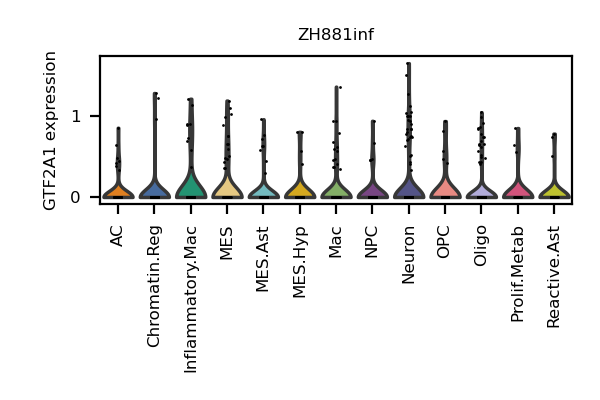 ZH881inf
GTF2A1 expression
1
0
AC
Chromatin.Reg
Inflammatory.Mac
MES
MES.Ast
MES.Hyp
Mac
NPC
Neuron
OPC
Oligo
Prolif.Metab
Reactive.Ast